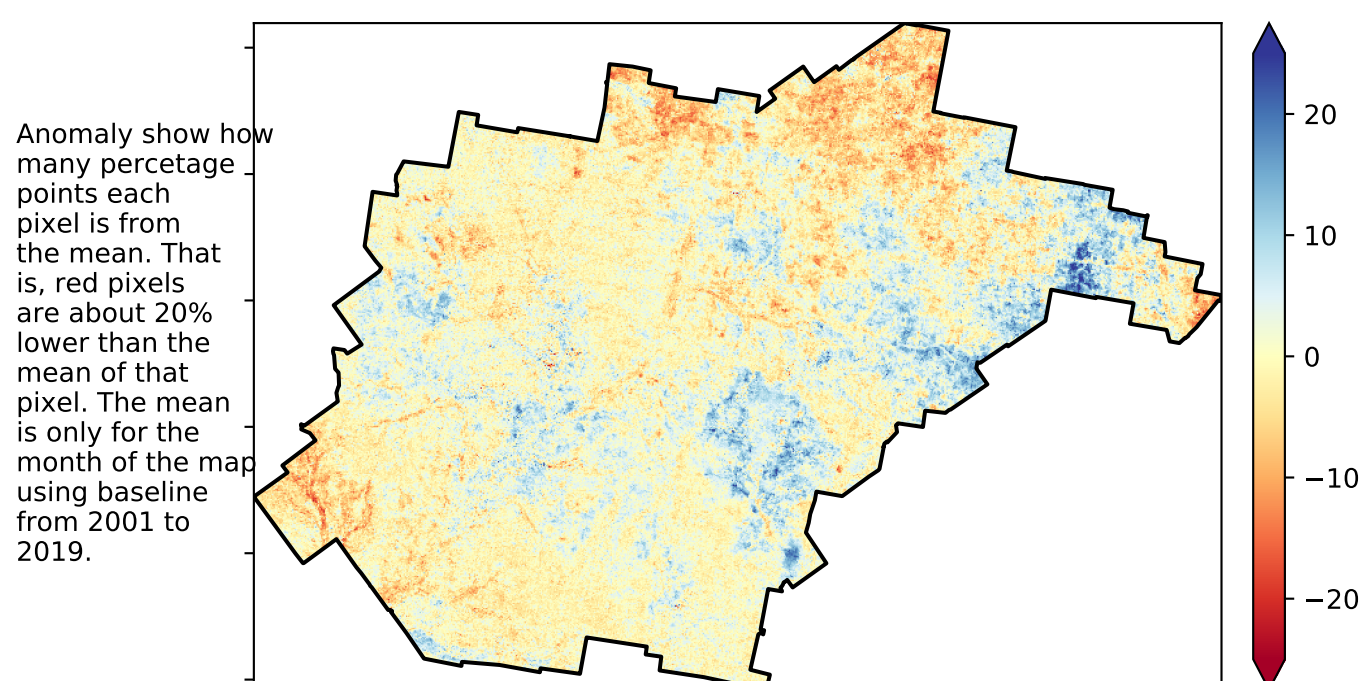 Anomaly show how
many percetage
points each
pixel is from
the mean. That
is, red pixels
are about 20%
lower than the
mean of that
pixel. The mean
is only for the
month of the map
using baseline
from 2001 to
2019.
20
10
0
−10
−20